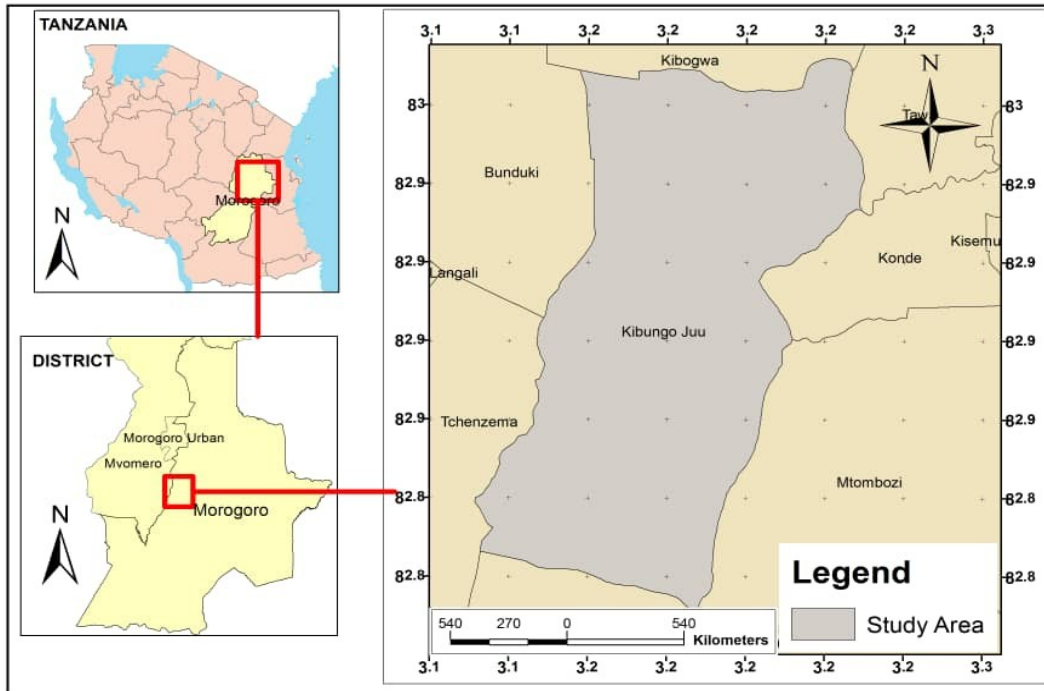 TANZANIA
N
Morogoro
DISTRICT
Morogoro Urban
Mvomero
N
Morogoro
3.1 3.1 3.2 3.2 3.2 3.2 3.2 3.3
Kibogwa
N
83 83
Bunduki
82.9 82.9
Konde
Kisemu
82.9 82.9
Langali
Kibungo Juu
82.9 82.9
Tchenzema
82.9 82.9
Mtombozi
82.8 82.8
82.8 82.8
Legend
Study Area
540 270 0 540
Kilometers
3.1 3.1 3.2 3.2 3.2 3.2 3.2 3.3